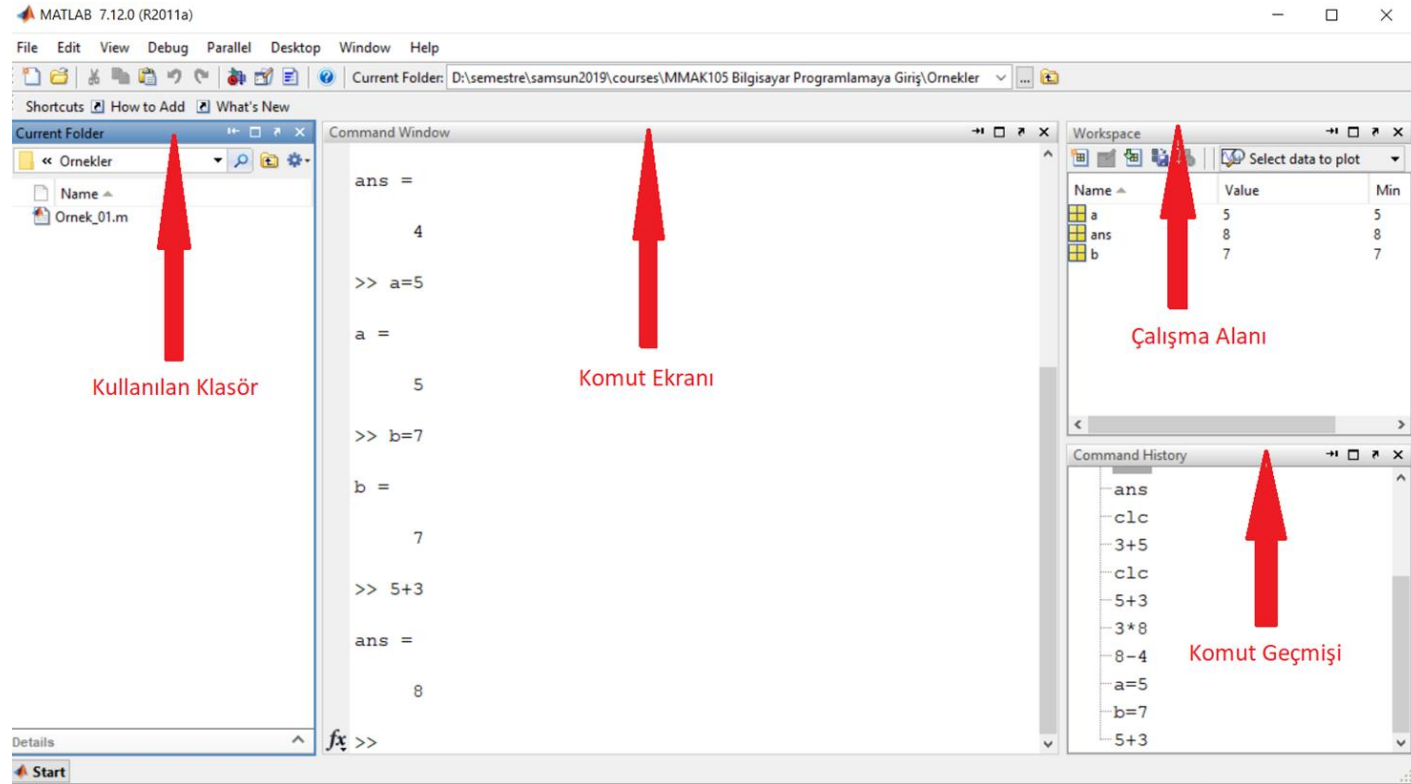 MATLAB 7.12.0 (R2011a)
File Edit View Debug Parallel Desktop Window Help
Current Folder: D:\semestre\samsun2019\courses\MMAK105 Bilgisayar Programlamaya Giriş\Ornekler ...
Shortcuts How to Add What's New
Current Folder
« Ornekler
Name
Ornek_01.m
Kullanılan Klasör
Details
Command Window
ans =
4
>> a=5
a =
5
>> b=7
b =
7
>> 5+3
ans =
8
fx >>
Komut Ekranı
Workspace
Select data to plot
Name Value Min
a 5 5
ans 8 8
b 7 7
Çalışma Alanı
Command History
ans
clc
3+5
clc
5+3
3*8
8-4
a=5
b=7
5+3
Komut Geçmişi
Start